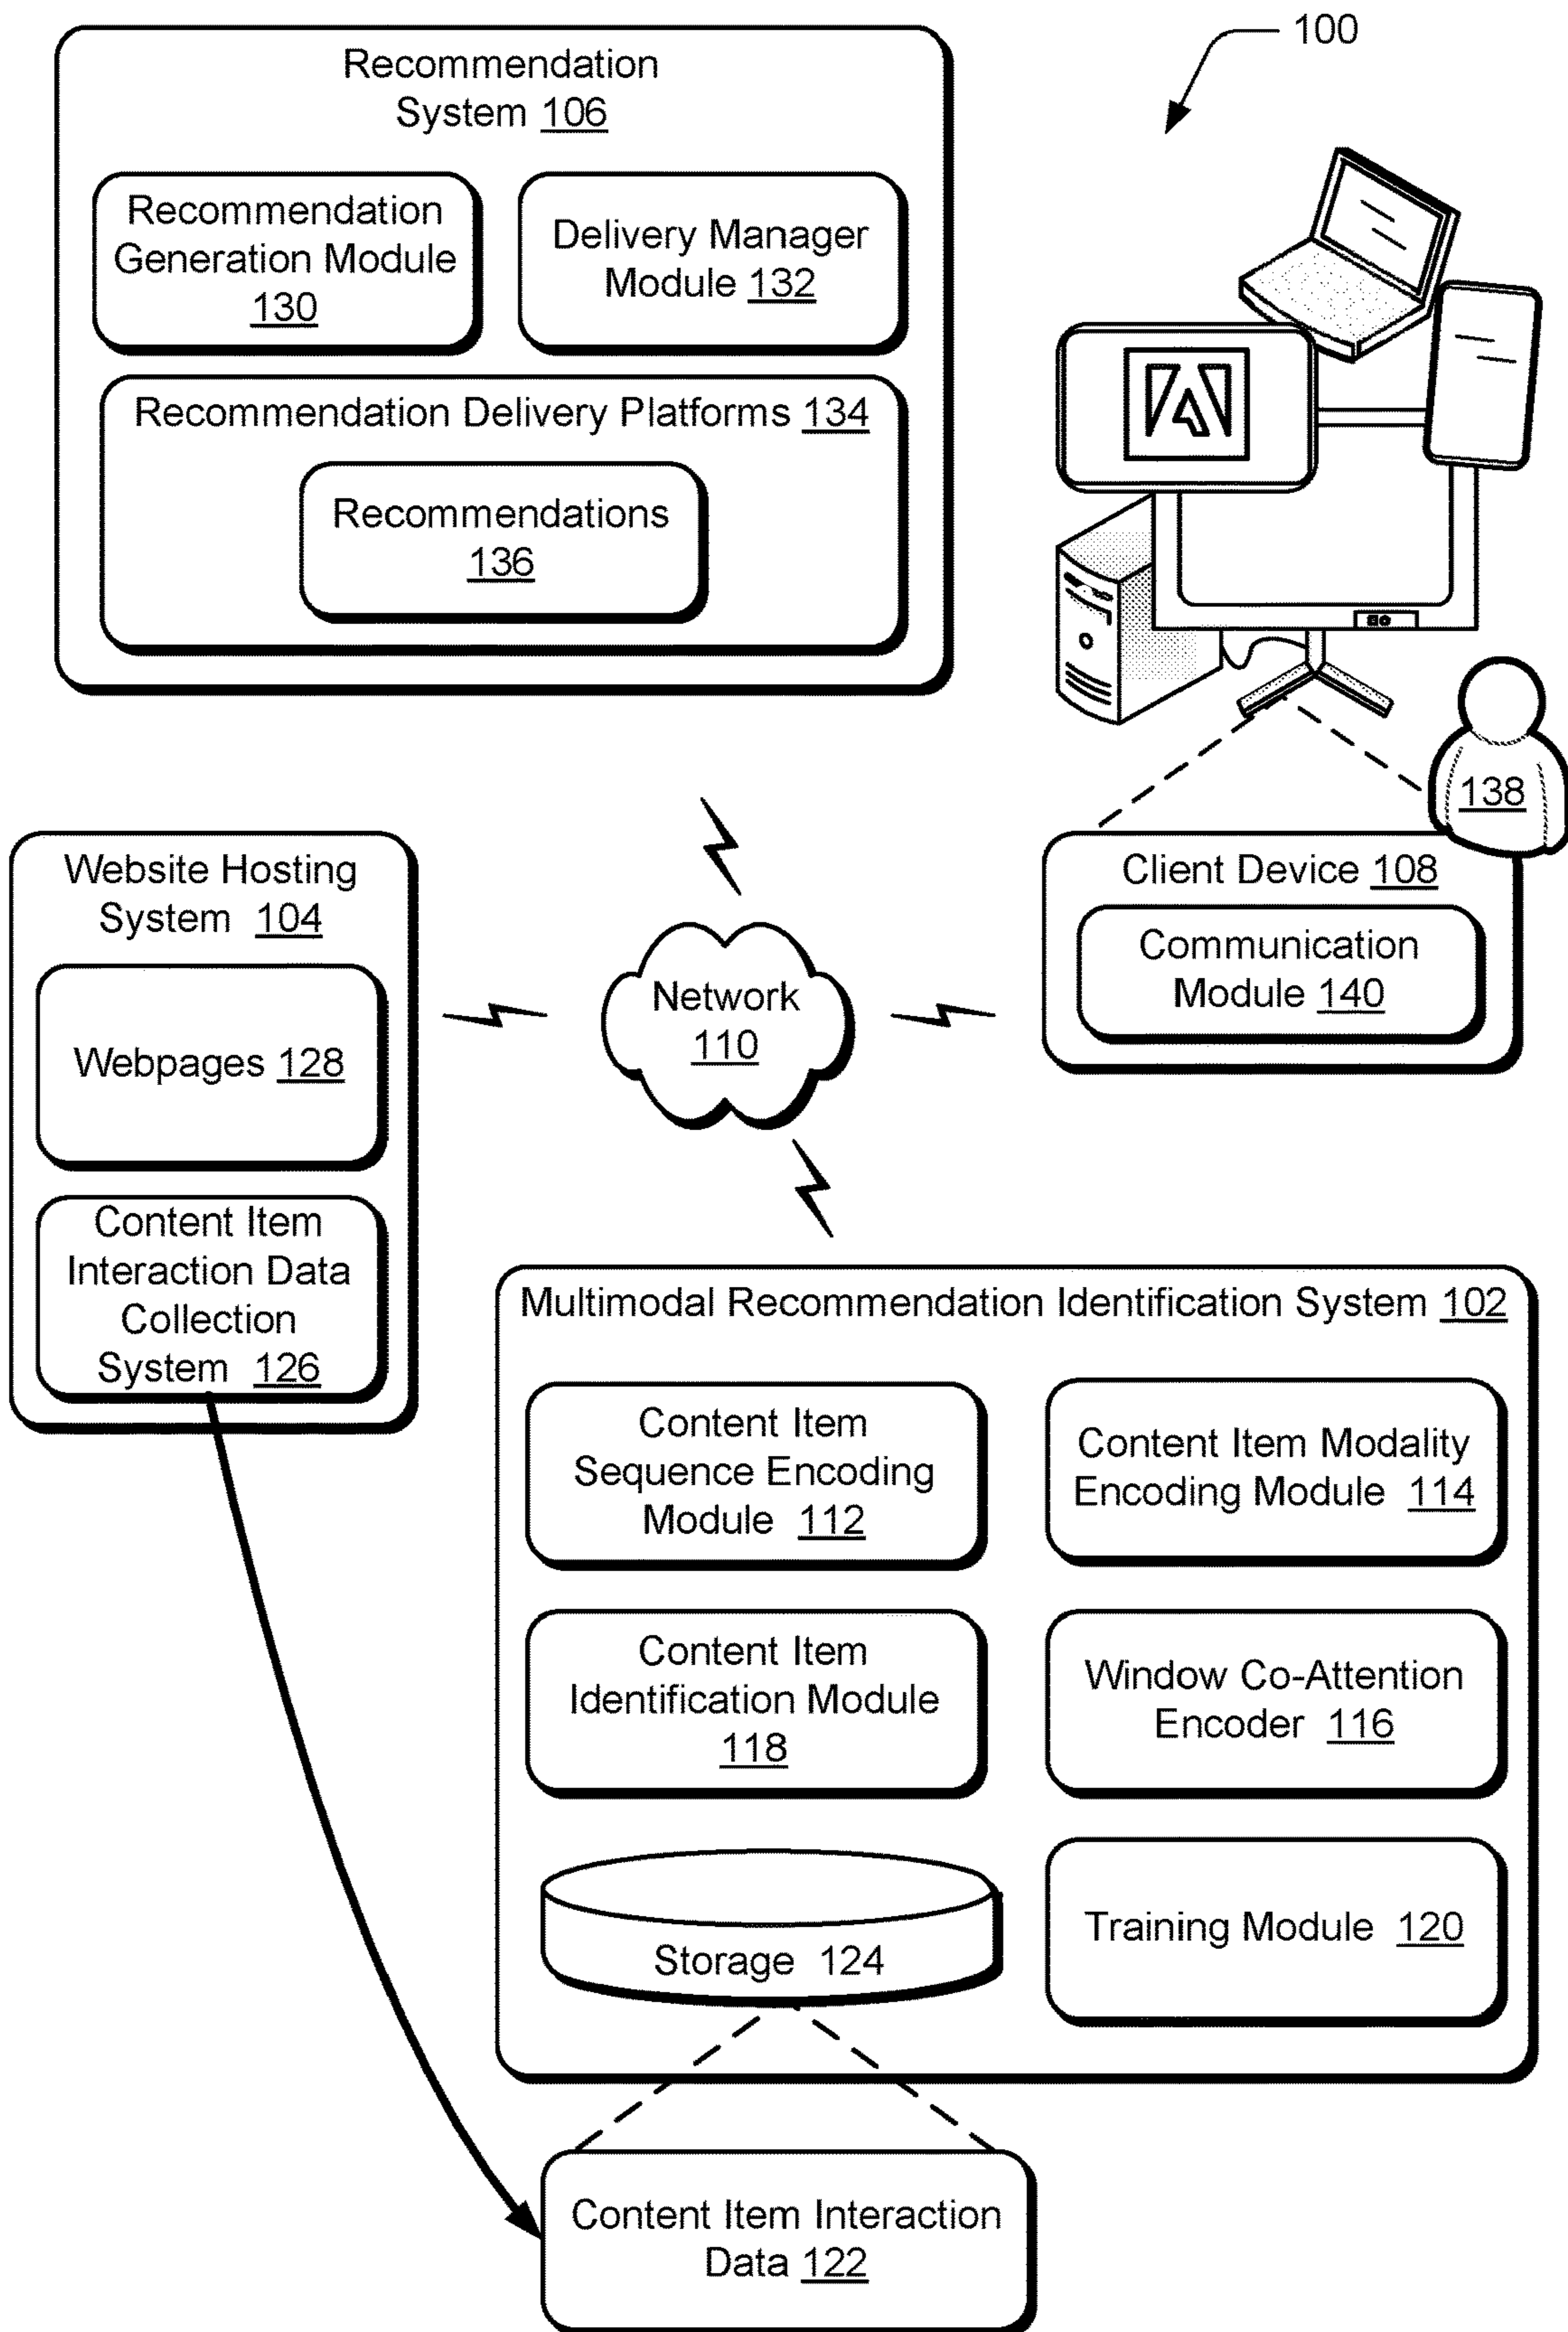 100
Recommendation
System 106
Recommendation
Generation Module
130
Delivery Manager
Module 132
Recommendation Delivery Platforms 134
Recommendations
136
138
Website Hosting
System 104
Webpages 128
Content Item
Interaction Data
Collection
System 126
Network
110
Client Device 108
Communication
Module 140
Multimodal Recommendation Identification System 102
Content Item
Sequence Encoding
Module 112
Content Item Modality
Encoding Module 114
Content Item
Identification Module
118
Window Co-Attention
Encoder 116
Storage 124
Training Module 120
Content Item Interaction
Data 122